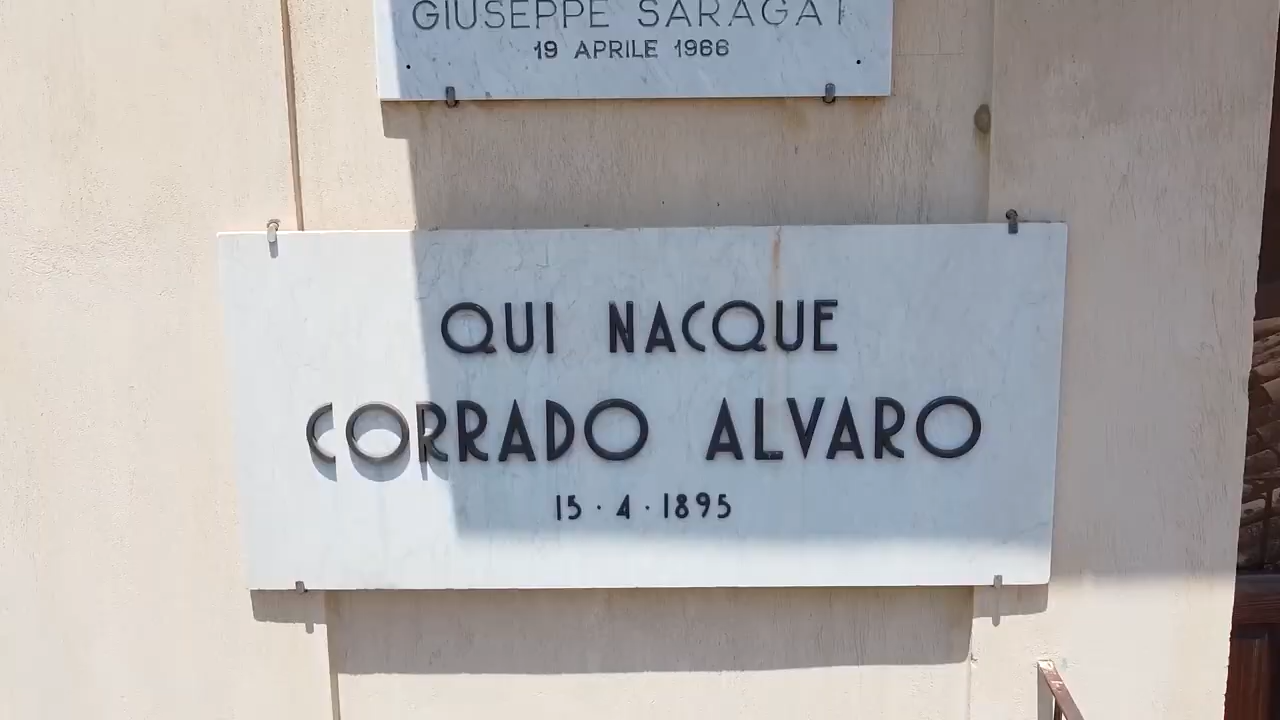 GIUSEPPE SARAGAT
19 APRILE 1966
QUI NACQUE
CORRADO ALVARO
15·4·1895